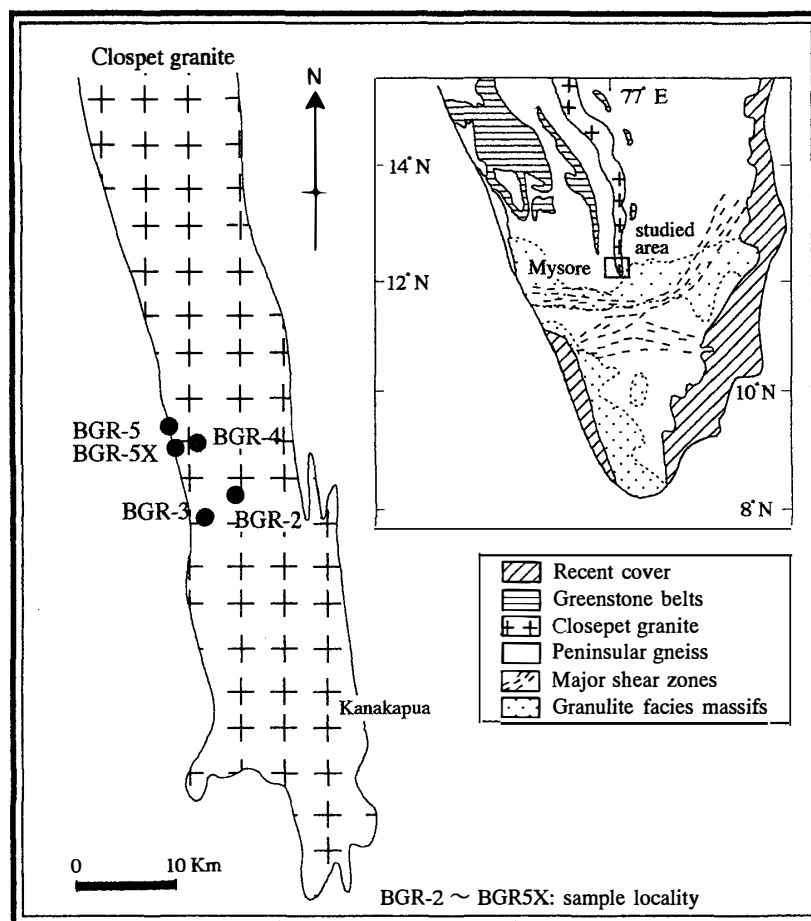 Clospet granite
N
BGR-5
BGR-5X
BGR-4
BGR-3
BGR-2
Kanakapua
0 10 Km
BGR-2 ～ BGR5X: sample locality
77° E
14° N
studied
area
Mysore
12° N
10° N
8° N
Recent cover
Greenstone belts
Closepet granite
Peninsular gneiss
Major shear zones
Granulite facies massifs